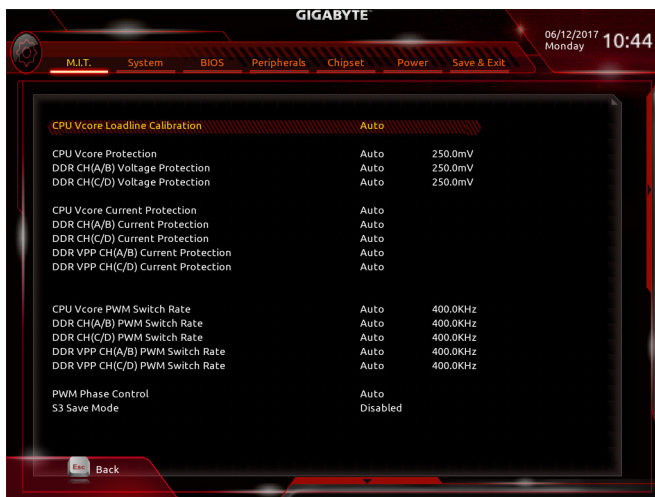 GIGABYTE™
06/12/2017 Monday 10:44
M.I.T. System BIOS Peripherals Chipset Power Save & Exit
CPU Vcore Loadline Calibration Auto
CPU Vcore Protection Auto 250.0mV
DDR CH(A/B) Voltage Protection Auto 250.0mV
DDR CH(C/D) Voltage Protection Auto 250.0mV
CPU Vcore Current Protection Auto
DDR CH(A/B) Current Protection Auto
DDR CH(C/D) Current Protection Auto
DDR VPP CH(A/B) Current Protection Auto
DDR VPP CH(C/D) Current Protection Auto
CPU Vcore PWM Switch Rate Auto 400.0KHz
DDR CH(A/B) PWM Switch Rate Auto 400.0KHz
DDR CH(C/D) PWM Switch Rate Auto 400.0KHz
DDR VPP CH(A/B) PWM Switch Rate Auto 400.0KHz
DDR VPP CH(C/D) PWM Switch Rate Auto 400.0KHz
PWM Phase Control Auto
S3 Save Mode Disabled
Esc Back